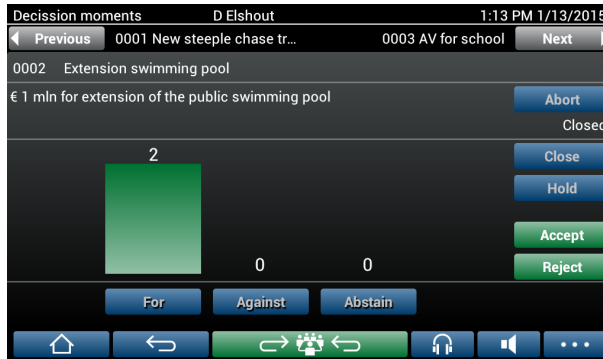 Decission moments D Elshout 1:13 PM 1/13/2015
Previous 0001 New steeple chase tr... 0003 AV for school Next
0002 Extension swimming pool
€ 1 mln for extension of the public swimming pool Abort
Closed
2 Close
Hold
Accept
0 0 Reject
For Against Abstain